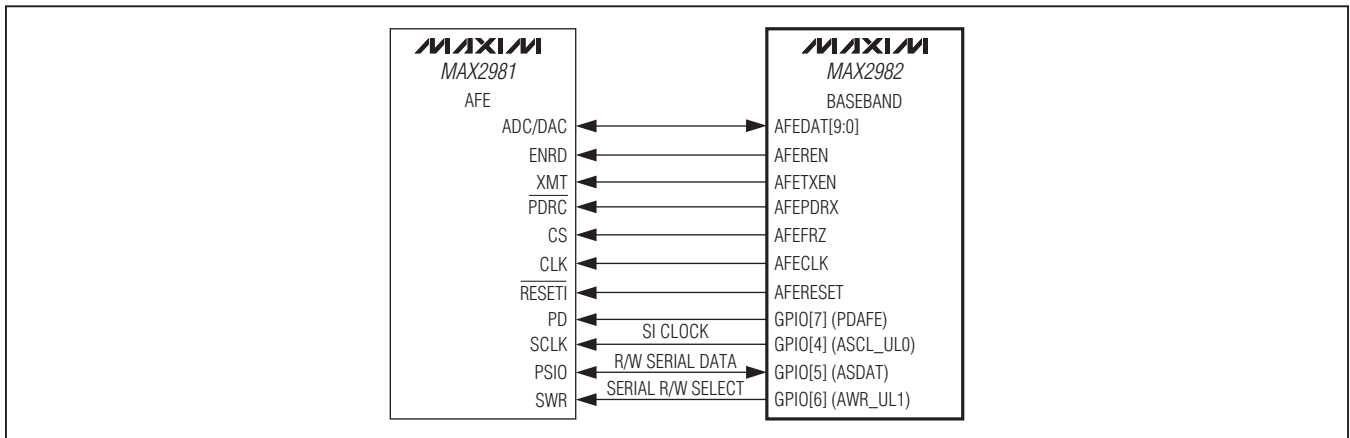 MAXIM MAXIM
MAX2981 MAX2982
AFE BASEBAND
ADC/DAC AFEDAT[9:0]
ENRD AFEREN
XMT AFETXEN
PDRC AFEPDRX
CS AFEFRZ
CLK AFECLK
RESETI AFERESET
PD GPIO[7] (PDAFE)
SI CLOCK
SCLK GPIO[4] (ASCL_UL0)
R/W SERIAL DATA
PSIO GPIO[5] (ASDAT)
SERIAL R/W SELECT
SWR GPIO[6] (AWR_UL1)